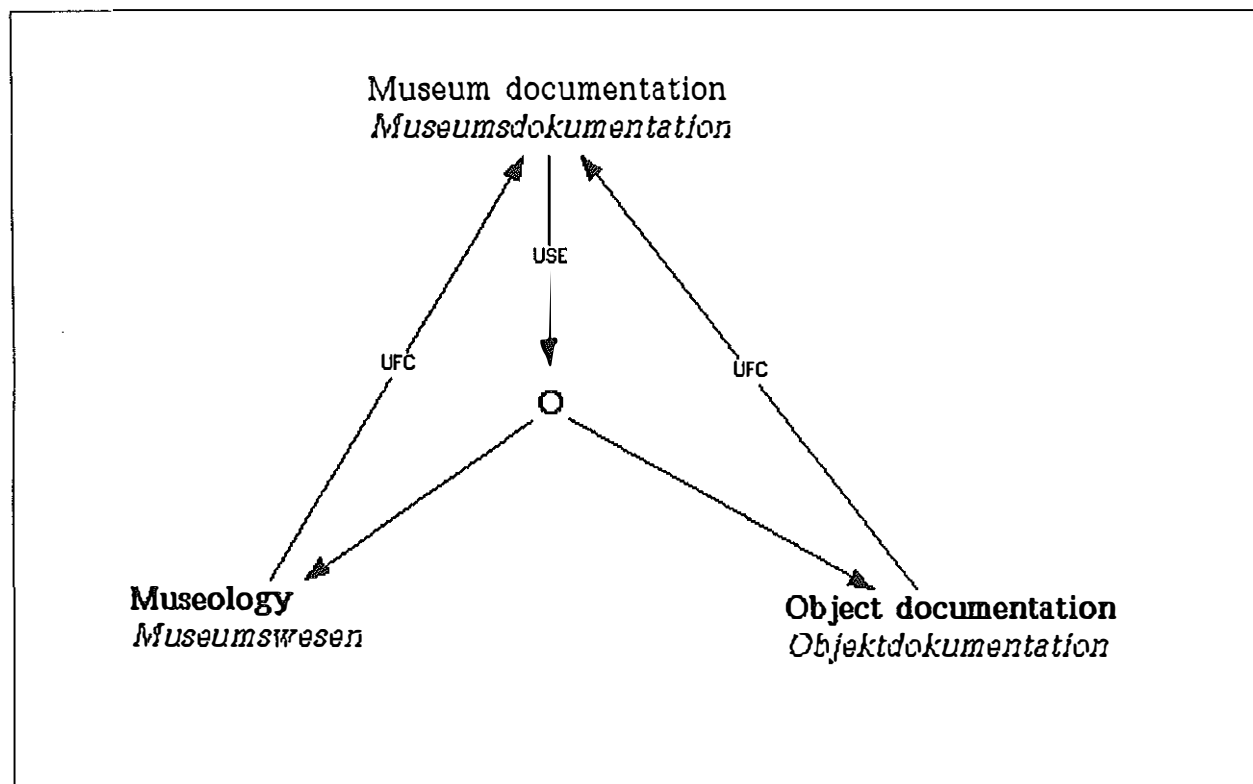 Museum documentation
Museumsdokumentation
USE
UFC
UFC
Museology
Museumswesen
Object documentation
Objektdokumentation